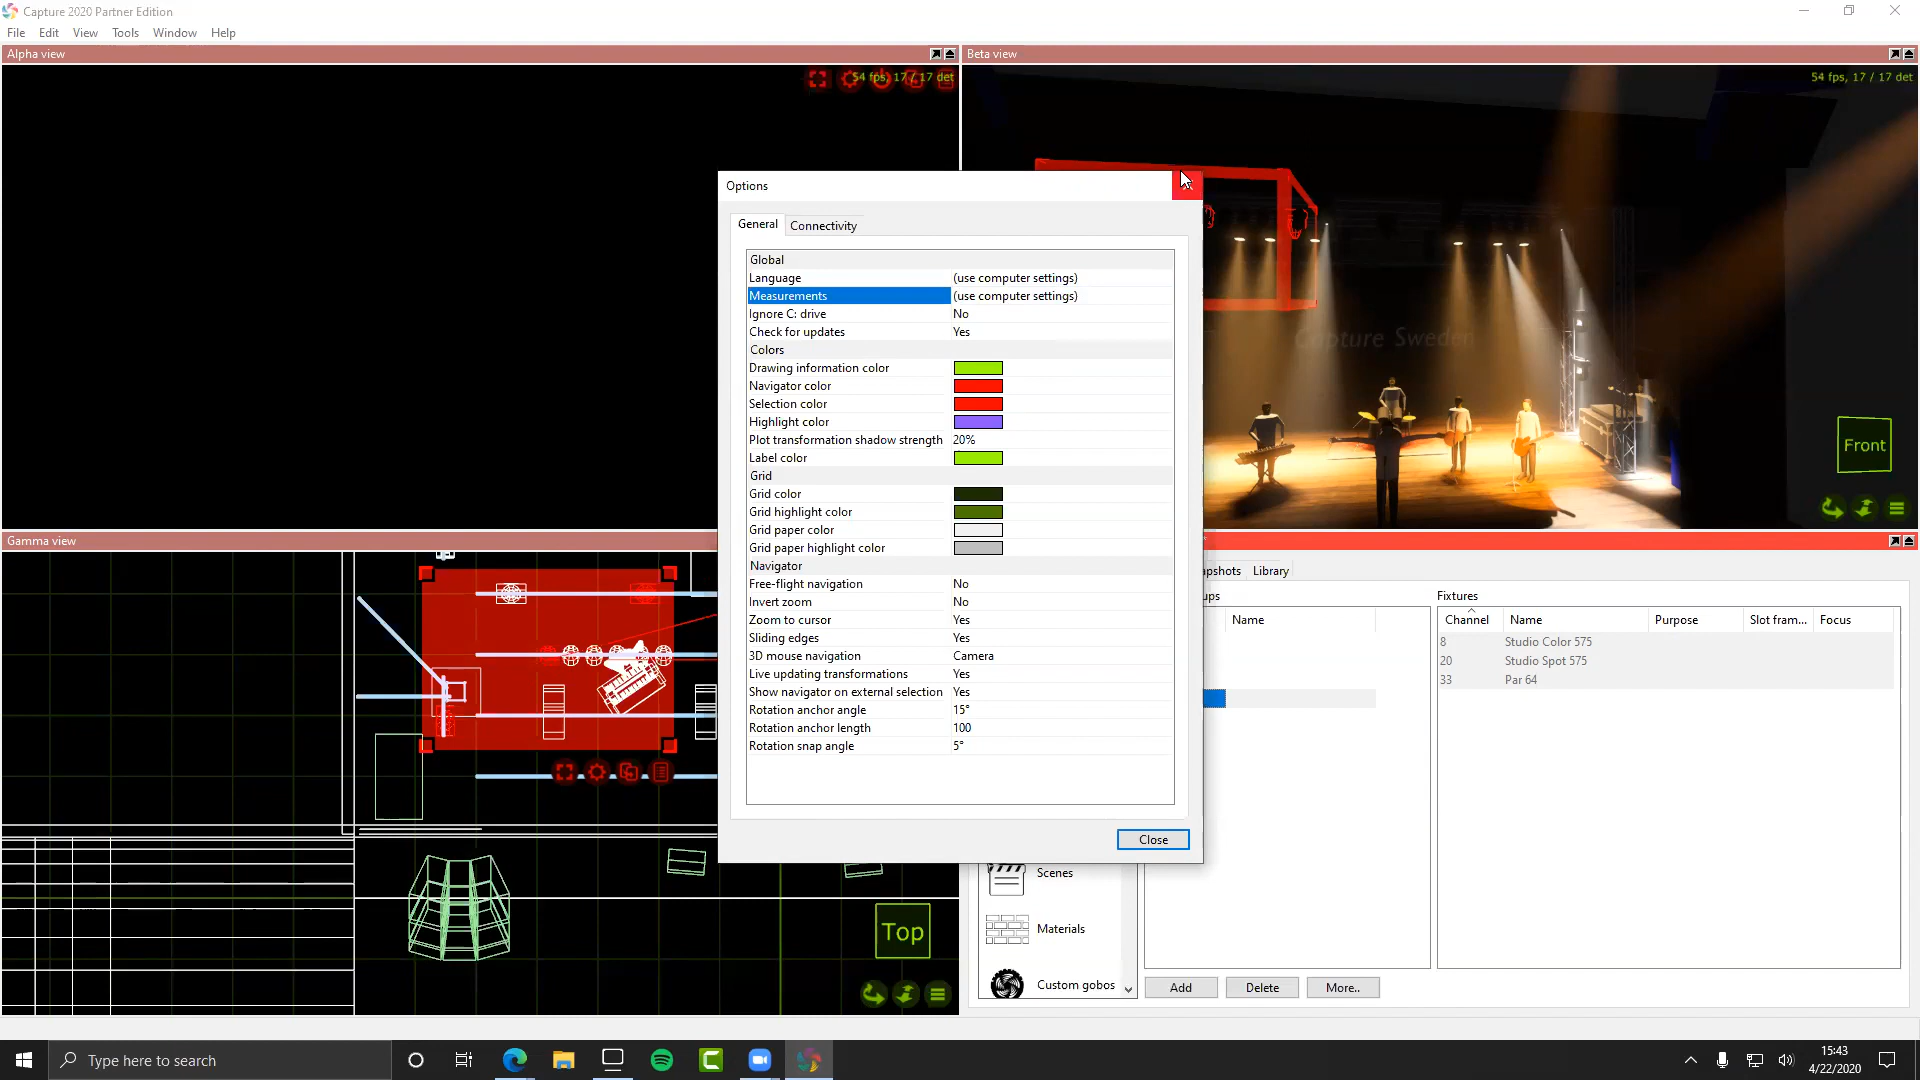 Capture 2020 Partner Edition
File Edit View Tools Window Help
Alpha view
Beta view
54 fps, 17 / 17 det
54 fps, 17 / 17 det
Options
General Connectivity
Global
Language (use computer settings)
Measurements (use computer settings)
Ignore C: drive No
Check for updates Yes
Colors
Drawing information color
Navigator color
Selection color
Highlight color
Plot transformation shadow strength 20%
Label color
Grid
Grid color
Grid highlight color
Grid paper color
Grid paper highlight color
Navigator
Free-flight navigation No
Invert zoom No
Zoom to cursor Yes
Sliding edges Yes
3D mouse navigation Camera
Live updating transformations Yes
Show navigator on external selection Yes
Rotation anchor angle 15°
Rotation anchor length 100
Rotation snap angle 5°
Close
Capture Sweden
Front
Gamma view
Top
Library
Fixtures
Name
Channel Name Purpose Slot fram... Focus
8 Studio Color 575
20 Studio Spot 575
33 Par 64
Scenes
Materials
Custom gobos
Add Delete More..
Type here to search
15:43
4/22/2020